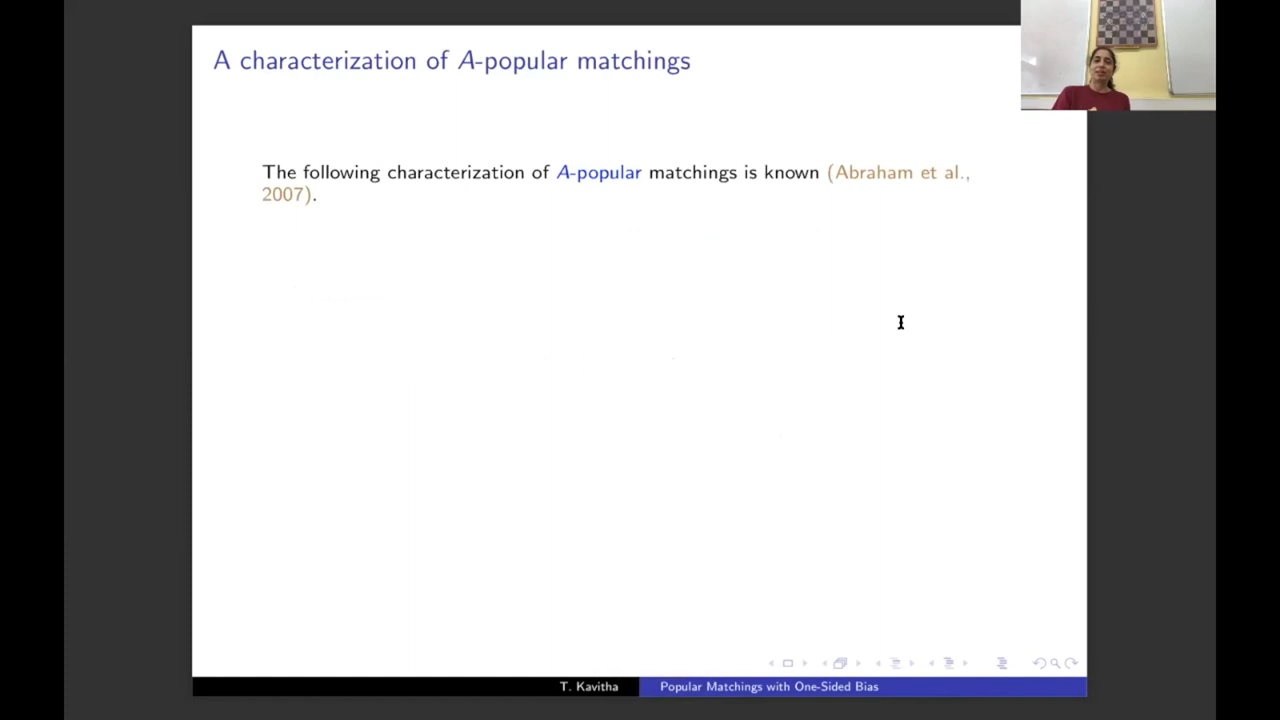 A characterization of A-popular matchings
The following characterization of A-popular matchings is known (Abraham et al.,
2007).
T. Kavitha
Popular Matchings with One-Sided Bias